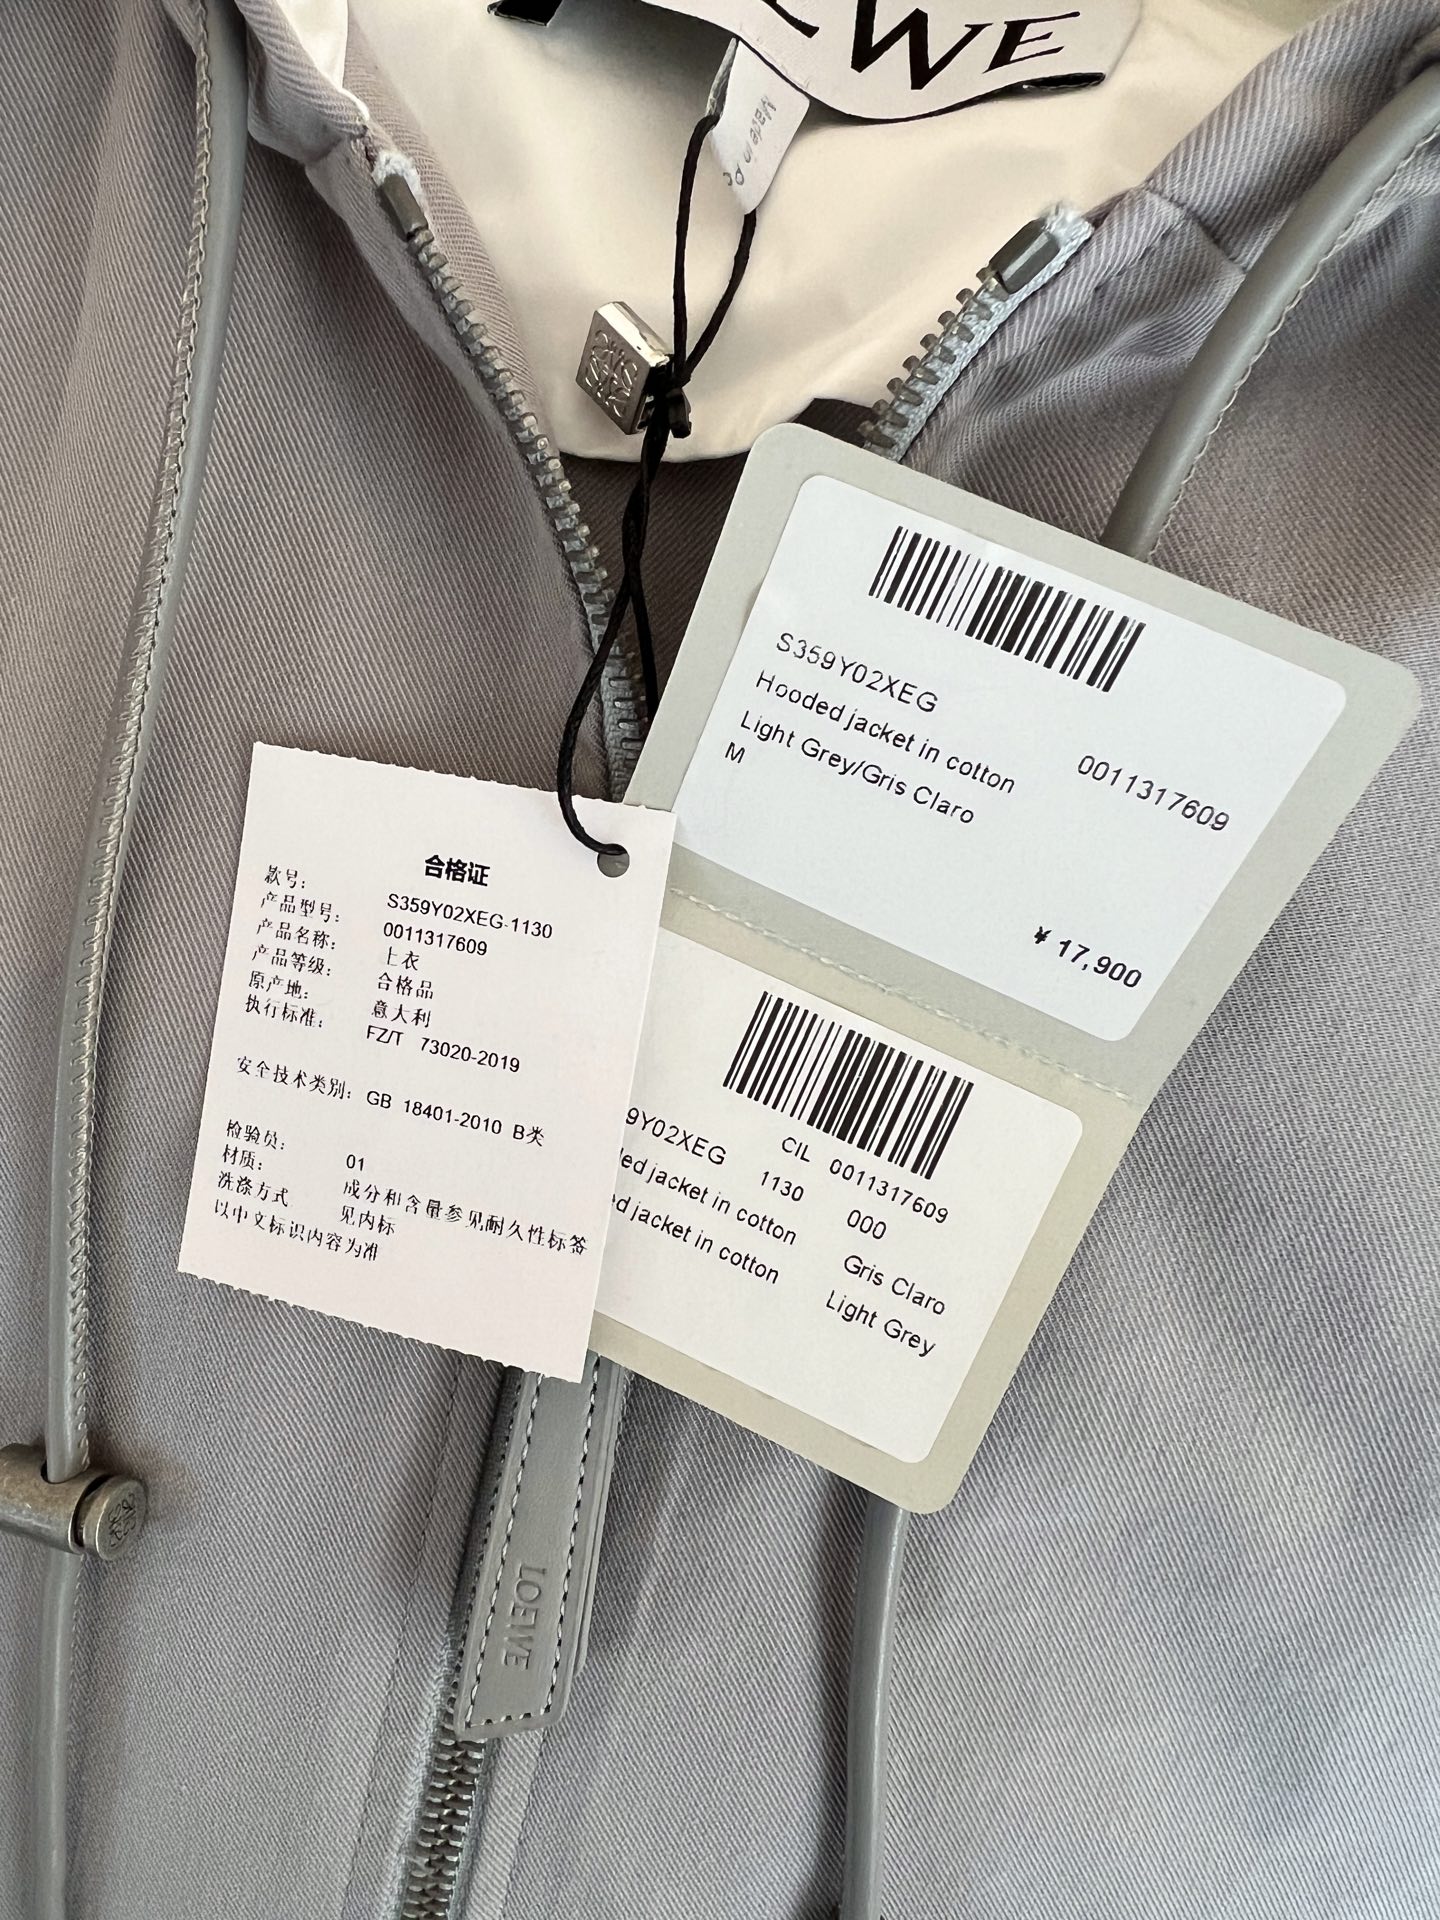 WE
Made in Po
S359Y02XEG
Hooded jacket in cotton
0011317609
Light Grey/Gris Claro
M
¥ 17,900
合格证
款号: S359Y02XEG-1130
产品型号: 0011317609
产品名称: 上衣
产品等级: 合格品
原产地: 意大利
执行标准: FZ/T 73020-2019
安全技术类别: GB 18401-2010 B类
检验员: 01
材质: 成分和含量参见耐久性标签
洗涤方式 见内标
以中文标识内容为准
9Y02XEG CIL 0011317609
ded jacket in cotton 1130 000
ed jacket in cotton Gris Claro
Light Grey
LOEWE